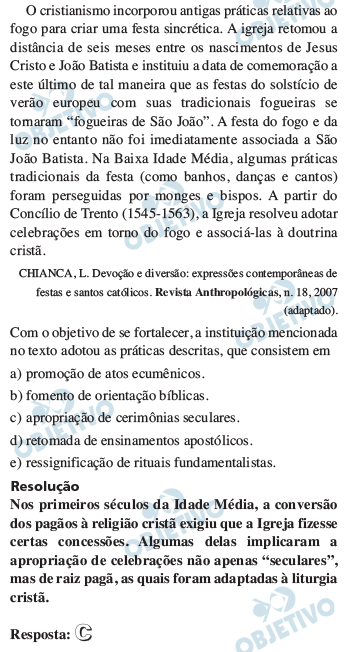 O cristianismo incorporou antigas práticas relativas ao
fogo para criar uma festa sincrética. A igreja retomou a
distância de seis meses entre os nascimentos de Jesus
Cristo e João Batista e instituiu a data de comemoração a
este último de tal maneira que as festas do solstício de
verão europeu com suas tradicionais fogueiras se
tornaram “fogueiras de São João”. A festa do fogo e da
luz no entanto não foi imediatamente associada a São
João Batista. Na Baixa Idade Média, algumas práticas
tradicionais da festa (como banhos, danças e cantos)
foram perseguidas por monges e bispos. A partir do
Concílio de Trento (1545-1563), a Igreja resolveu adotar
celebrações em torno do fogo e associá-las à doutrina
cristã.
CHIANCA, L. Devoção e diversão: expressões contemporâneas de
festas e santos católicos. Revista Anthropológicas, n. 18, 2007
(adaptado).
Com o objetivo de se fortalecer, a instituição mencionada
no texto adotou as práticas descritas, que consistem em
a) promoção de atos ecumênicos.
b) fomento de orientação bíblicas.
c) apropriação de cerimônias seculares.
d) retomada de ensinamentos apostólicos.
e) ressignificação de rituais fundamentalistas.
Resolução
Nos primeiros séculos da Idade Média, a conversão
dos pagãos à religião cristã exigiu que a Igreja fizesse
certas concessões. Algumas delas implicaram a
apropriação de celebrações não apenas “seculares”,
mas de raiz pagã, as quais foram adaptadas à liturgia
cristã.
Resposta: C
OBJETIVO